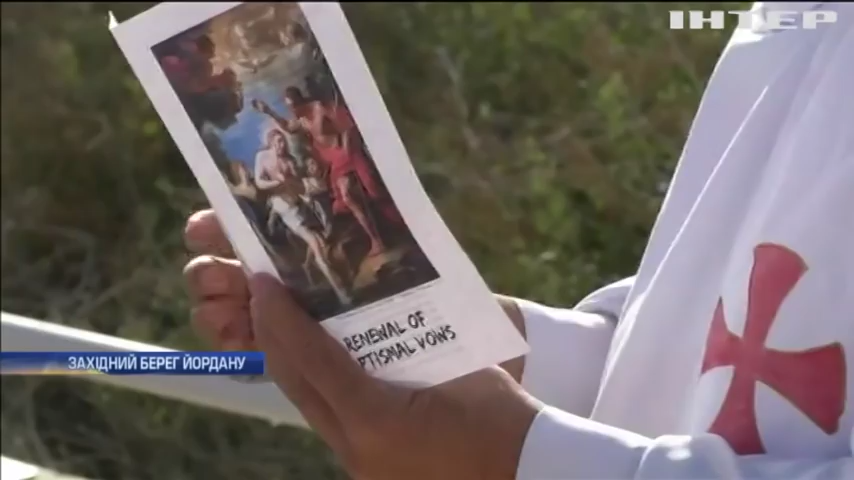 ІНТЕР
RENEWAL OF
PTISMAL VOWS
ЗАХІДНИЙ БЕРЕГ ЙОРДАНУ